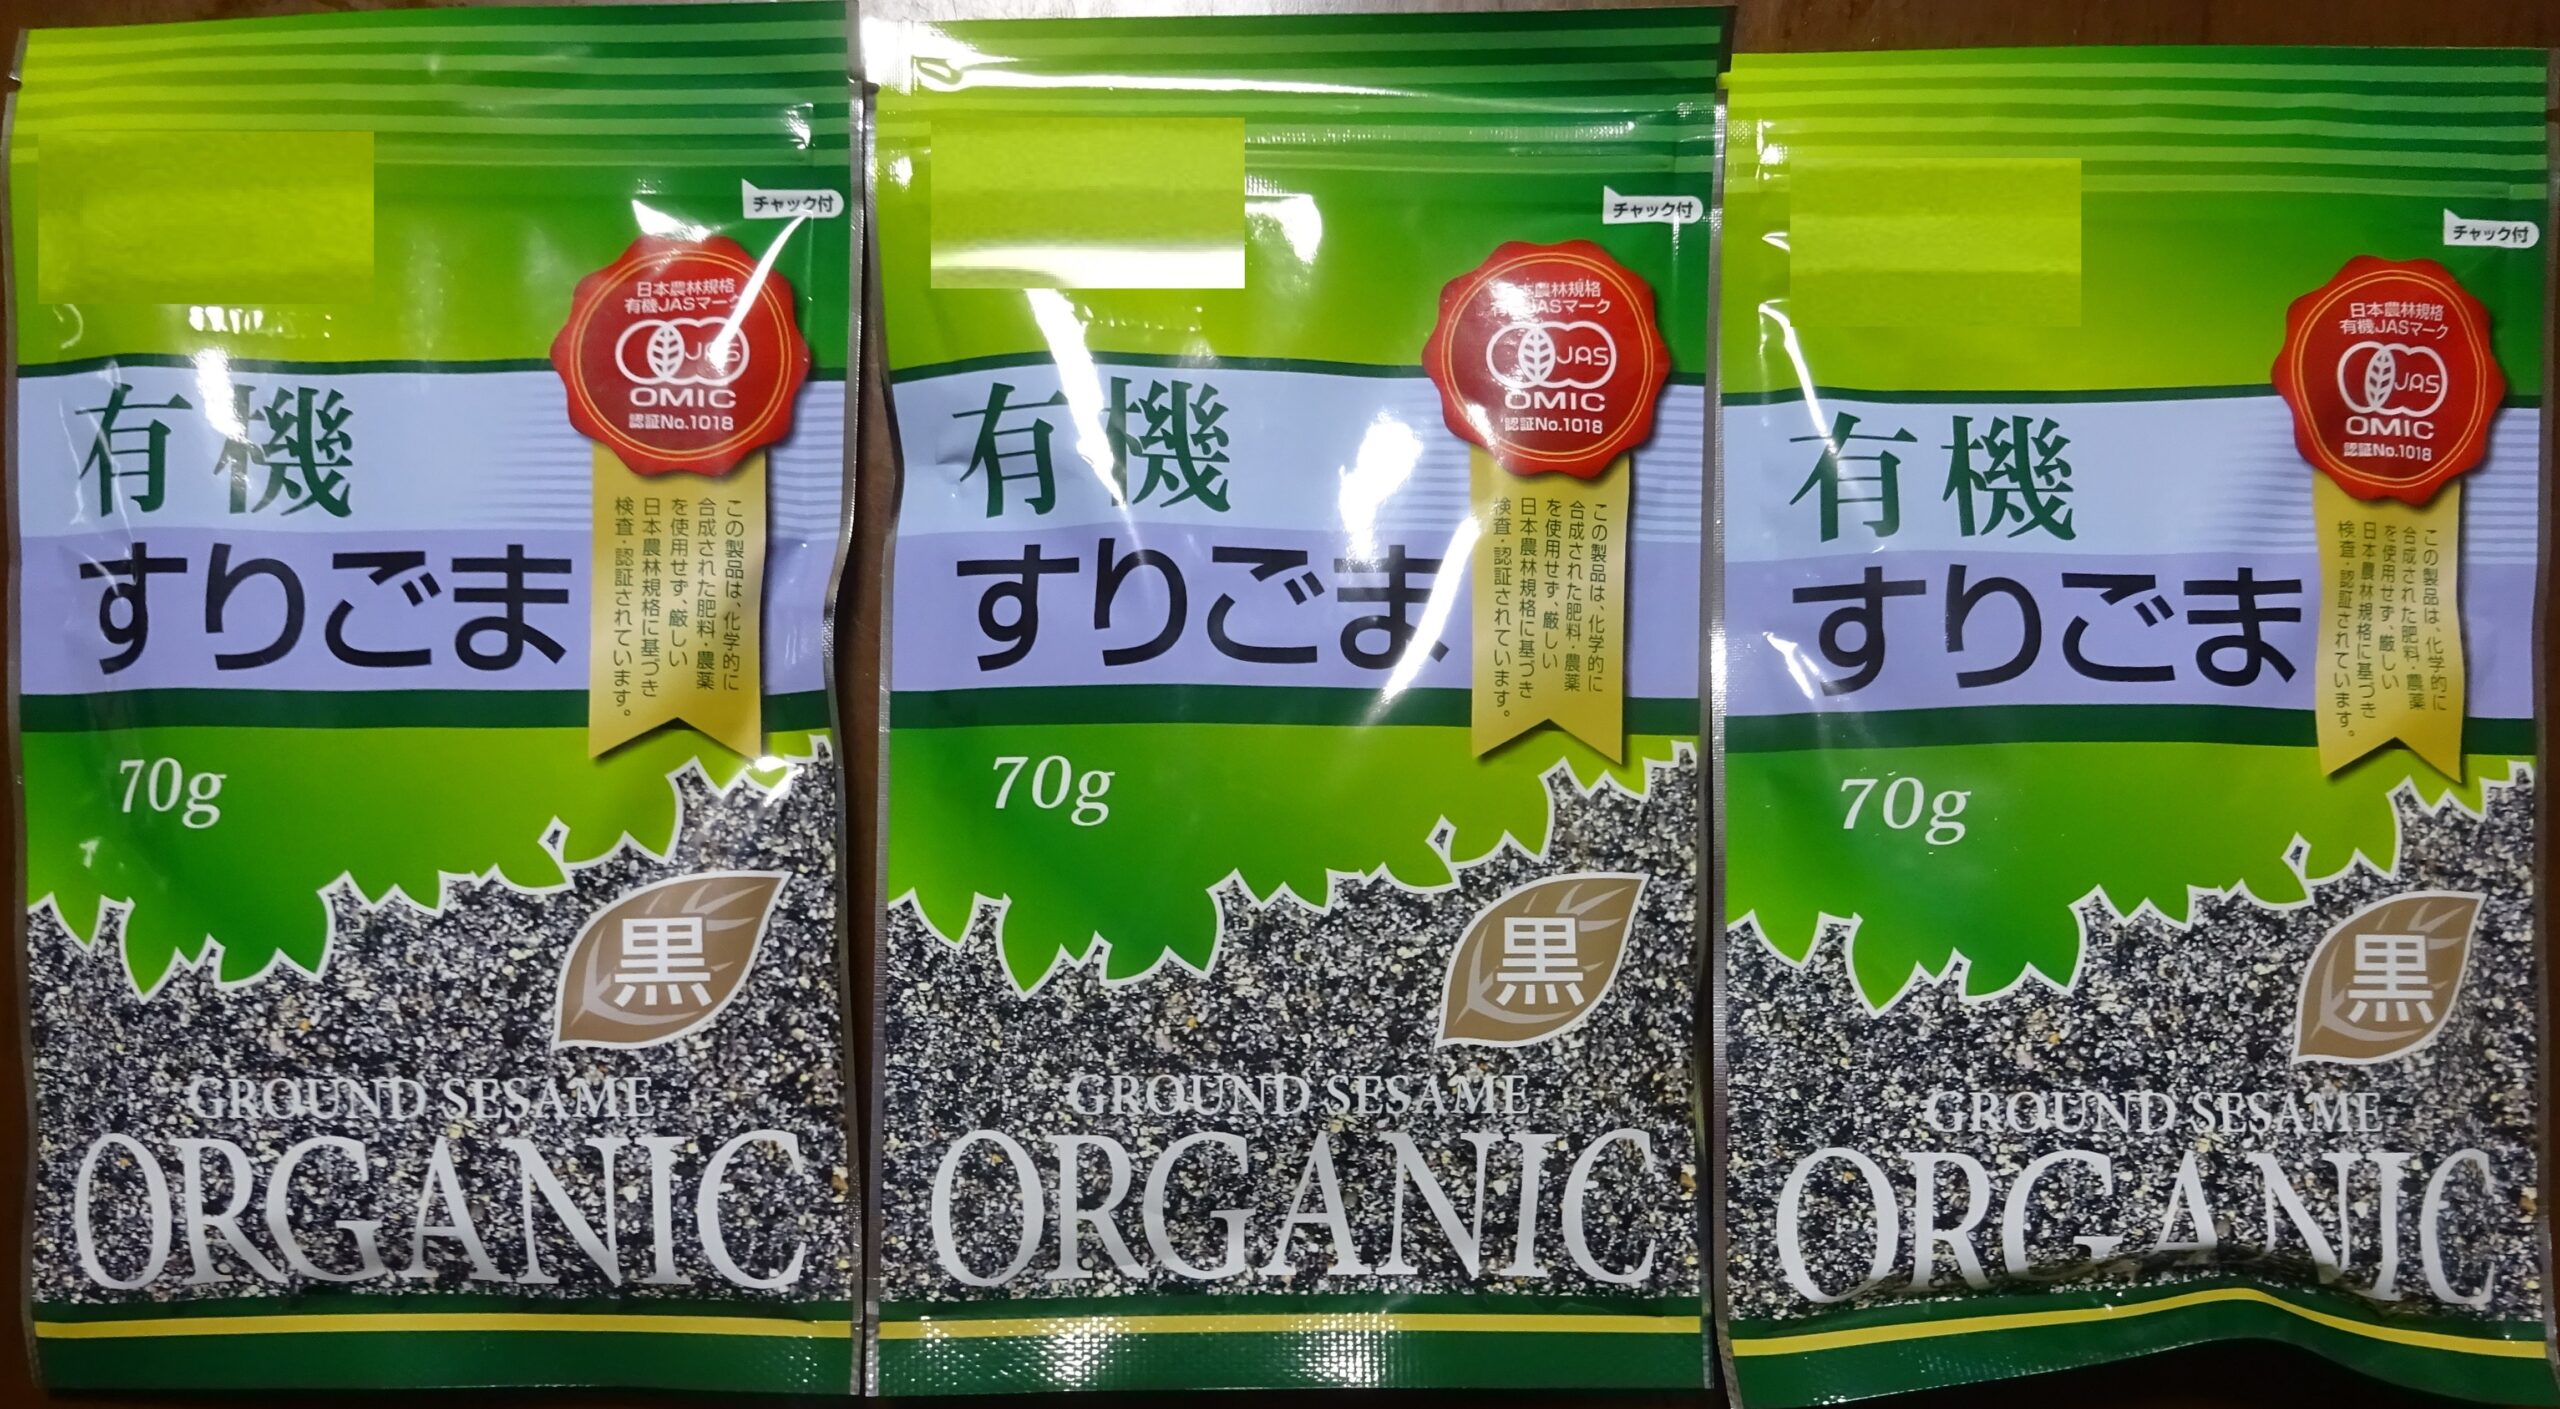 チャック付
日本農林規格
有機JASマーク
JAS
OMIC
認証No.1018
有機
すりごま
この製品は、化学的に
合成された肥料・農薬
を使用せず、厳しい
日本農林規格に基づき
検査・認証されています。
70g
黒
GROUND SESAME
ORGANIC
チャック付
日本農林規格
有機JASマーク
JAS
OMIC
認証No.1018
有機
すりごま
この製品は、化学的に
合成された肥料・農薬
を使用せず、厳しい
日本農林規格に基づき
検査・認証されています。
70g
黒
GROUND SESAME
ORGANIC
チャック付
日本農林規格
有機JASマーク
JAS
OMIC
認証No.1018
有機
すりごま
この製品は、化学的に
合成された肥料・農薬
を使用せず、厳しい
日本農林規格に基づき
検査・認証されています。
70g
黒
GROUND SESAME
ORGANIC